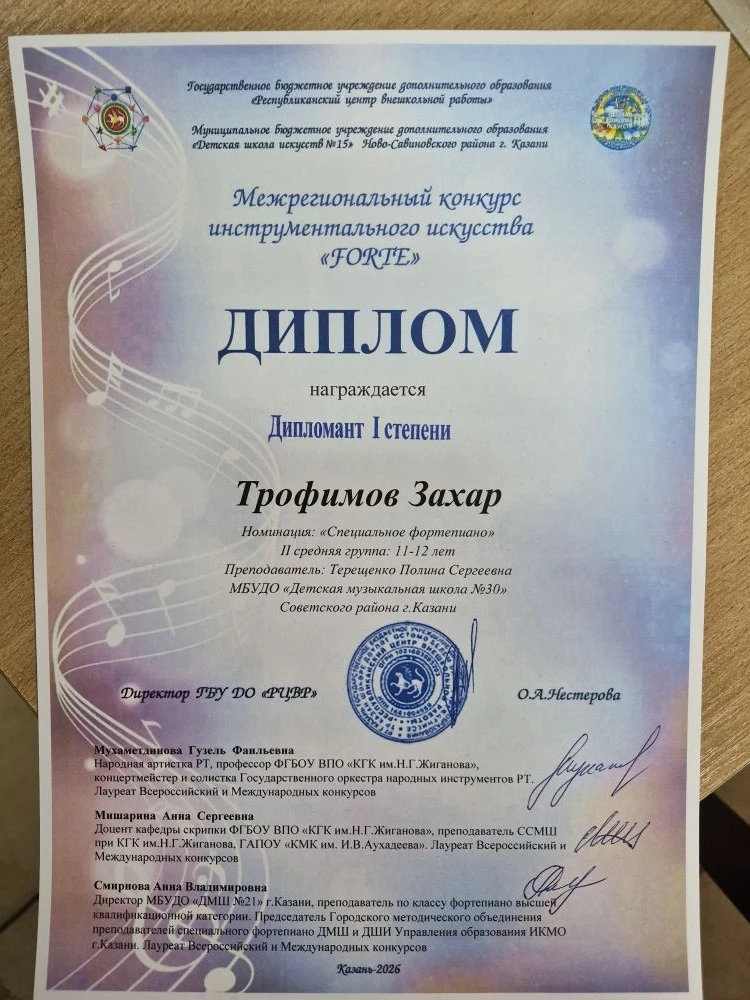 Государственное бюджетное учреждение дополнительного образования
«Республиканский центр внешкольной работы»
Муниципальное бюджетное учреждение дополнительного образования
«Детская школа искусств №15» Ново-Савиновского района г. Казани
Межрегиональный конкурс
инструментального искусства
«FORTE»
ДИПЛОМ
награждается
Дипломант I степени
Трофимов Захар
Номинация: «Специальное фортепиано»
II средняя группа: 11-12 лет
Преподаватель: Терещенко Полина Сергеевна
МБУДО «Детская музыкальная школа №30»
Советского района г.Казани
Директор ГБУ ДО «РЦВР» О.А.Нестерова
Мухаметдинова Гузель Фаильевна
Народная артистка РТ, профессор ФГБОУ ВПО «КГК им.Н.Г.Жиганова»,
концертмейстер и солистка Государственного оркестра народных инструментов РТ.
Лауреат Всероссийский и Международных конкурсов
Мишарина Анна Сергеевна
Доцент кафедры скрипки ФГБОУ ВПО «КГК им.Н.Г.Жиганова», преподаватель ССМШ
при КГК им.Н.Г.Жиганова, ГАПОУ «КМК им. И.В.Аухадеева». Лауреат Всероссийский и
Международных конкурсов
Смирнова Анна Владимировна
Директор МБУДО «ДМШ №21» г.Казани, преподаватель по классу фортепиано высшей
квалификационной категории. Председатель Городского методического объединения
преподавателей специального фортепиано ДМШ и ДШИ Управления образования ИКМО
г.Казани. Лауреат Всероссийский и Международных конкурсов
Казань-2026